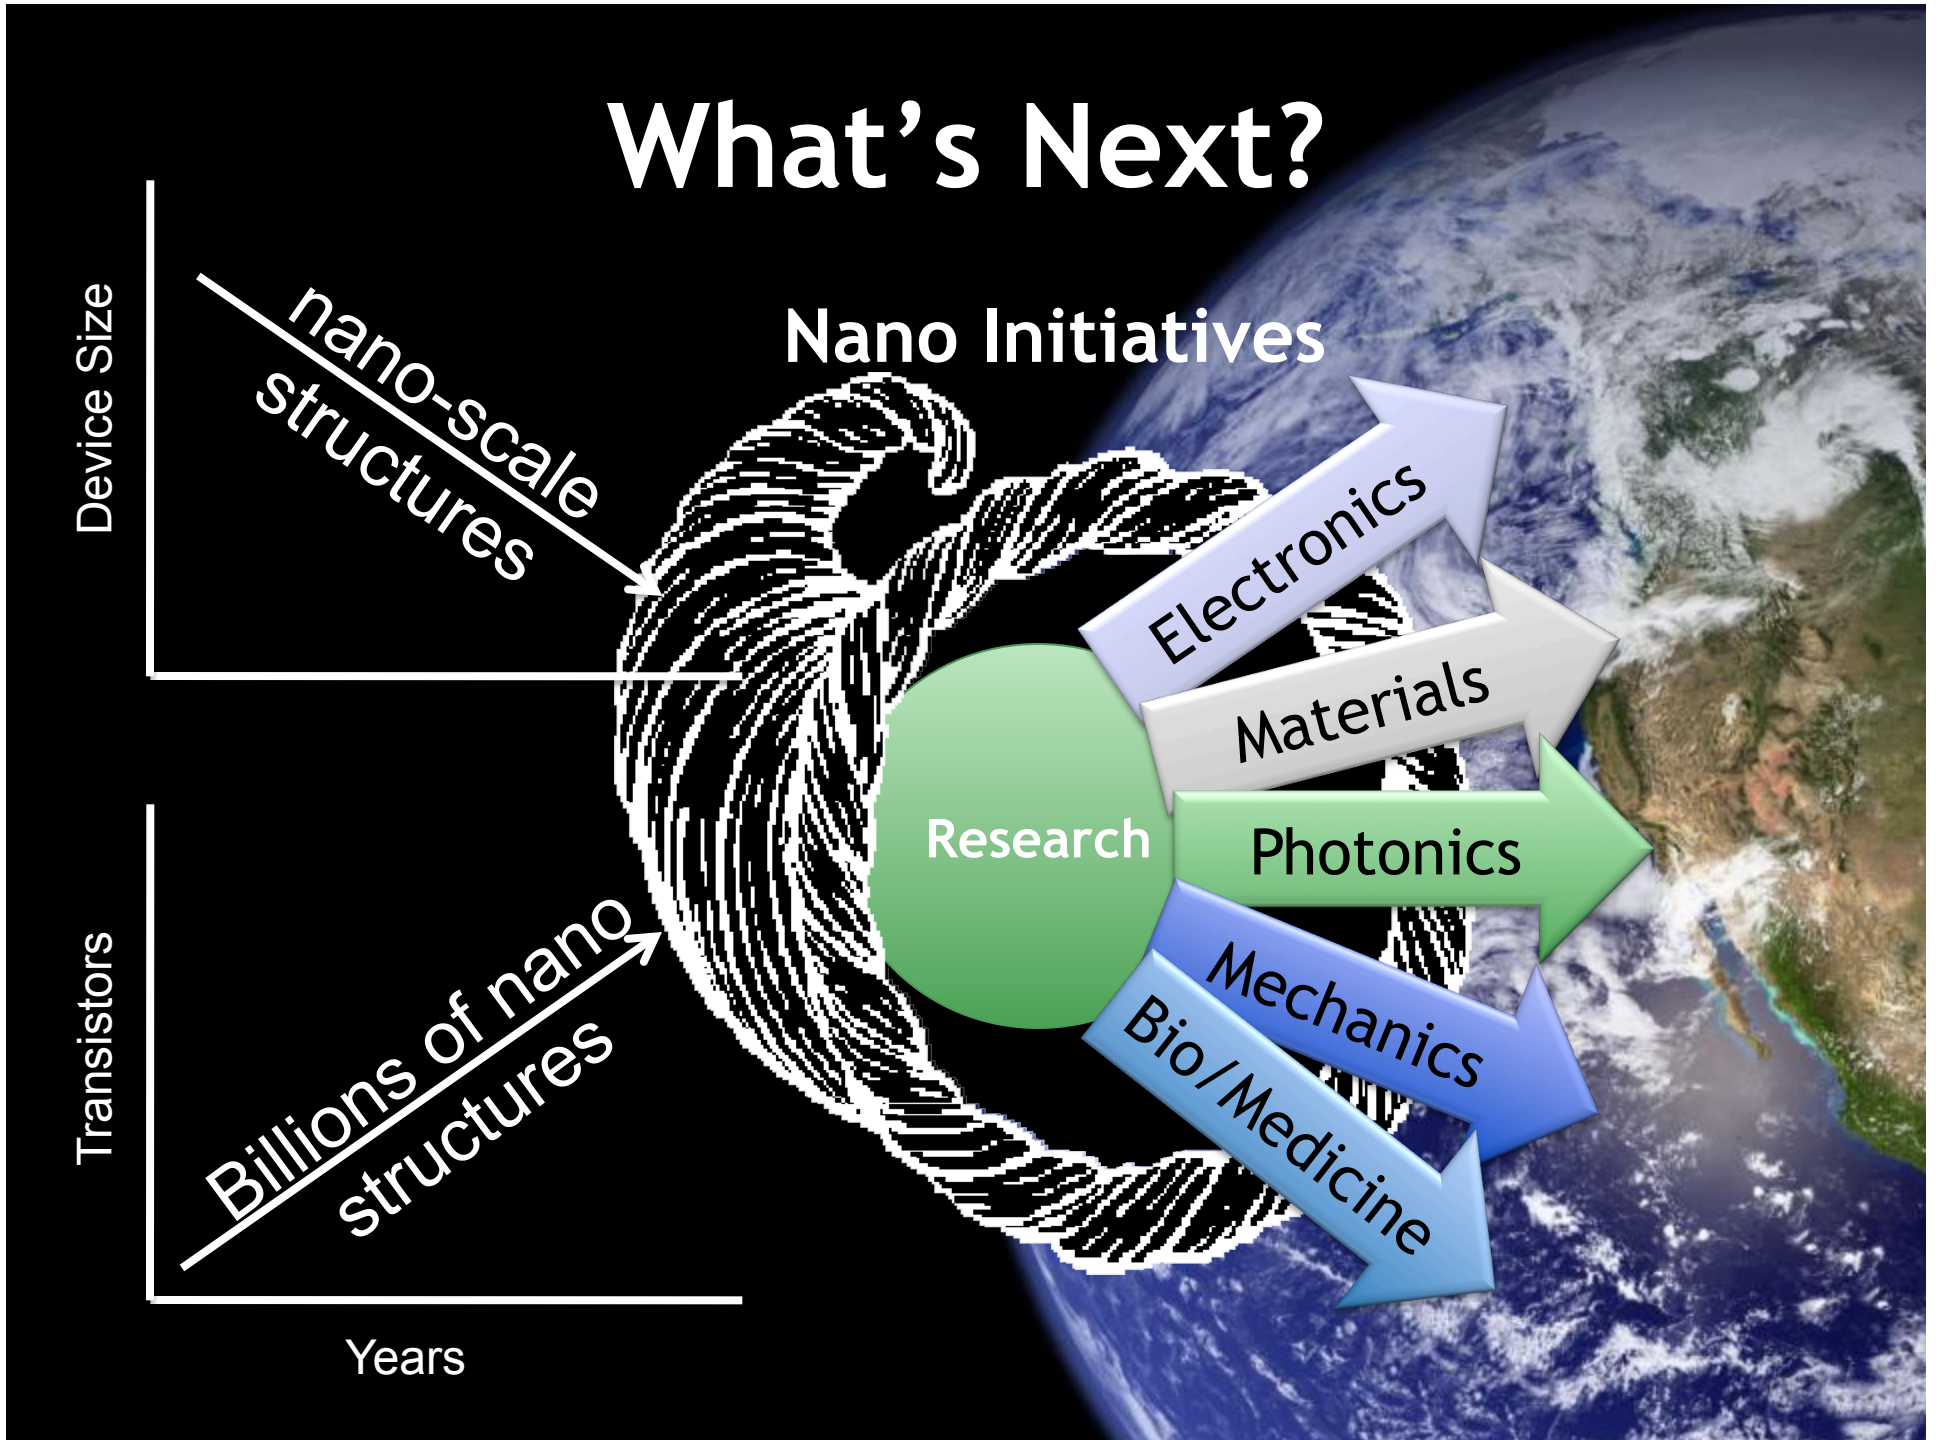 What’s Next?
Nano Initiatives
Device Size
nano-scale
structures
Electronics
Materials
Research
Photonics
Mechanics
Bio/Medicine
Transistors
Billions of nano
structures
Years